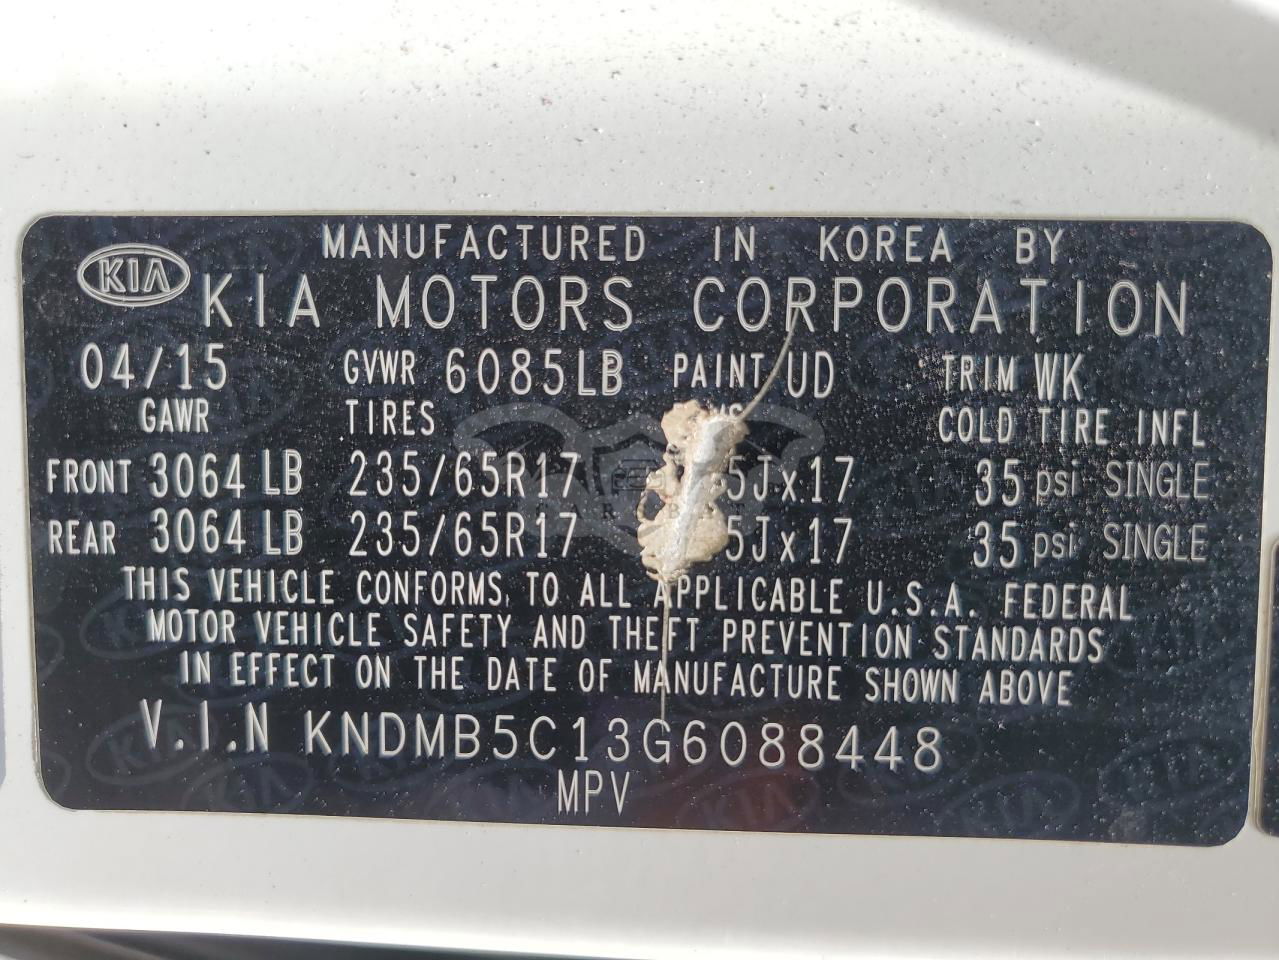 MANUFACTURED IN KOREA BY
KIA
KIA MOTORS CORPORATION
04/15 GVWR 6085LB PAINT UD TRIM WK
GAWR TIRES COLD TIRE INFL
FRONT 3064 LB 235/65R17 5Jx17 35 psi SINGLE
REAR 3064 LB 235/65R17 5Jx17 35 psi SINGLE
THIS VEHICLE CONFORMS TO ALL APPLICABLE U.S.A. FEDERAL
MOTOR VEHICLE SAFETY AND THEFT PREVENTION STANDARDS
IN EFFECT ON THE DATE OF MANUFACTURE SHOWN ABOVE
V.I.N KNDMB5C13G6088448
MPV